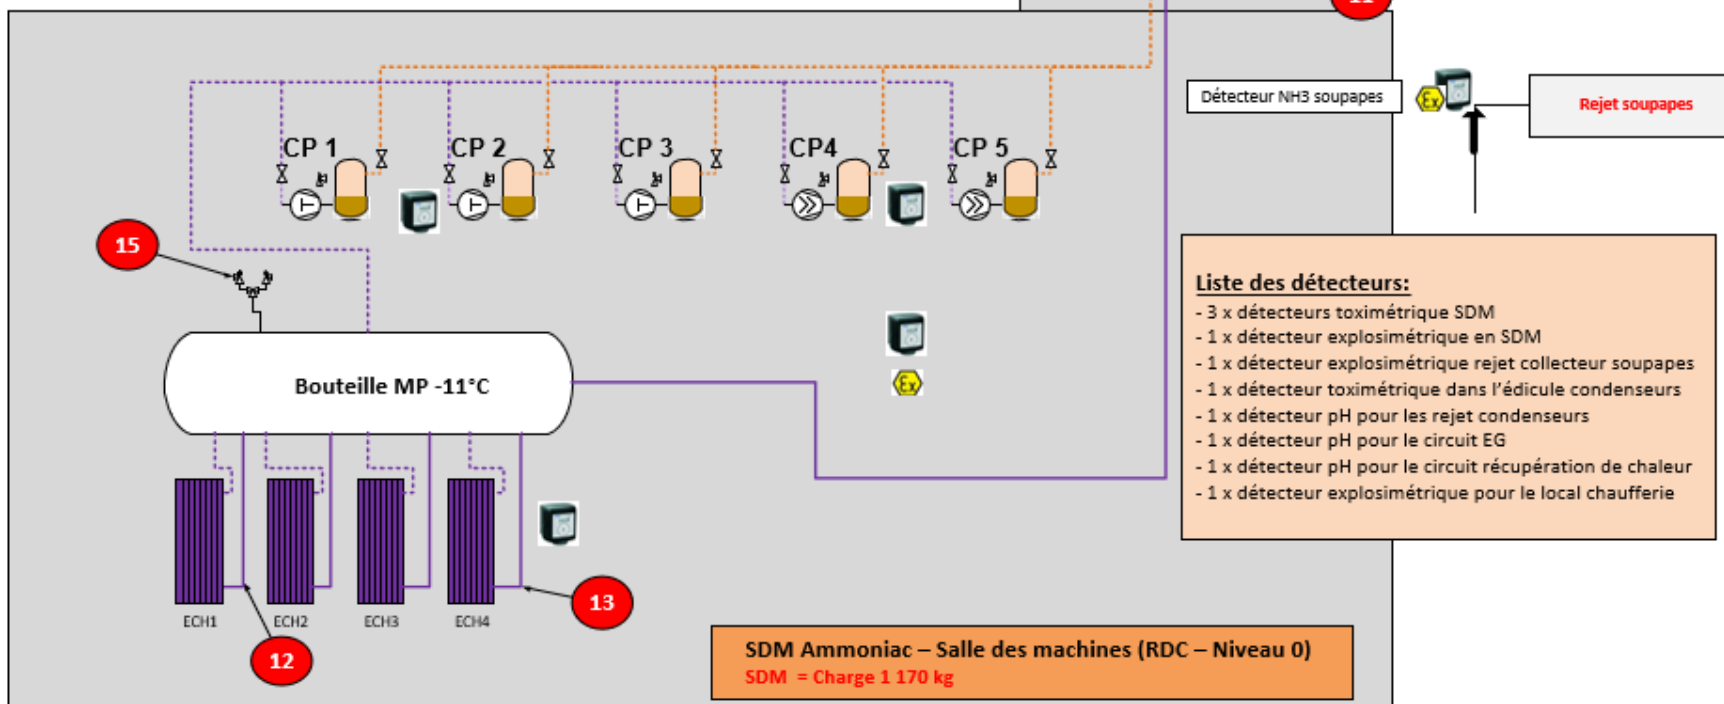 11
Détecteur NH3 soupapes
Ex
Rejet soupapes
CP 1
CP 2
CP 3
CP4
CP 5
15
Liste des détecteurs:
- 3 x détecteurs toximétrique SDM
- 1 x détecteur explosimétrique en SDM
- 1 x détecteur explosimétrique rejet collecteur soupapes
- 1 x détecteur toximétrique dans l'édicule condenseurs
- 1 x détecteur pH pour les rejet condenseurs
- 1 x détecteur pH pour le circuit EG
- 1 x détecteur pH pour le circuit récupération de chaleur
- 1 x détecteur explosimétrique pour le local chaufferie
Bouteille MP -11°C
Ex
ECH1
ECH2
ECH3
ECH4
13
12
SDM Ammoniac – Salle des machines (RDC – Niveau 0)
SDM = Charge 1 170 kg